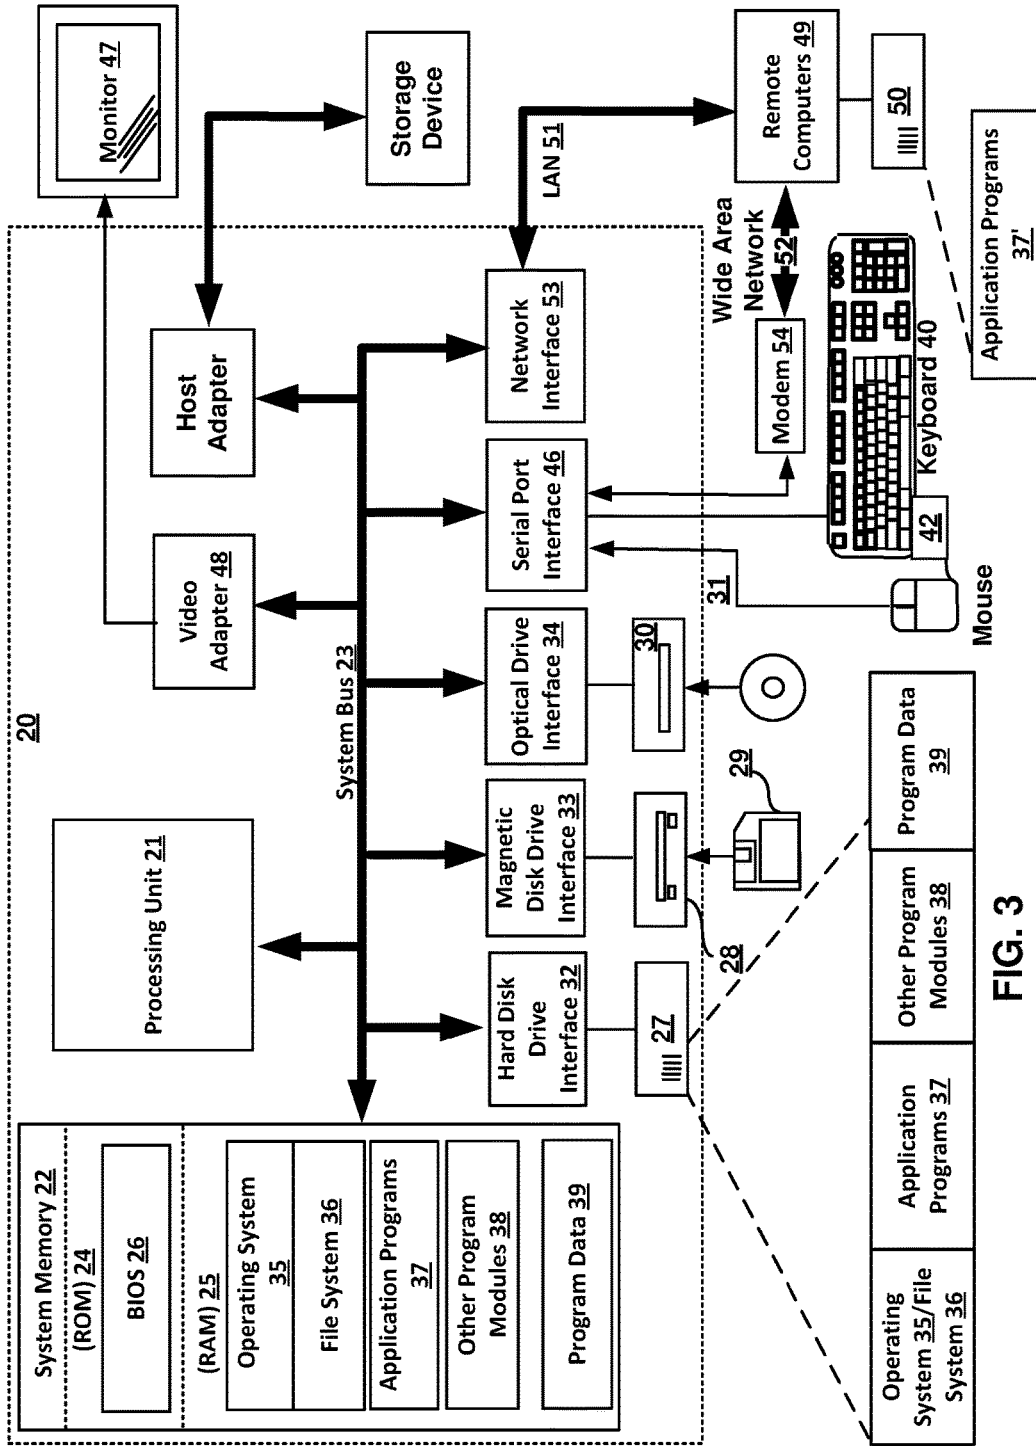 20
System Memory 22
(ROM) 24
BIOS 26
(RAM) 25
Operating System
35
File System 36
Application Programs
37
Other Program
Modules 38
Program Data 39
Processing Unit 21
Video
Adapter 48
Host
Adapter
Monitor 47
Storage
Device
System Bus 23
Hard Disk
Drive
Interface 32
Magnetic
Disk Drive
Interface 33
Optical Drive
Interface 34
Serial Port
Interface 46
Network
Interface 53
LAN 51
27
28
29
30
31
Wide Area
Network
52
Modem 54
Remote
Computers 49
50
Keyboard 40
42
Mouse
Application Programs
37'
Operating
System 35/File
System 36
Application
Programs 37
Other Program
Modules 38
Program Data
39
FIG. 3